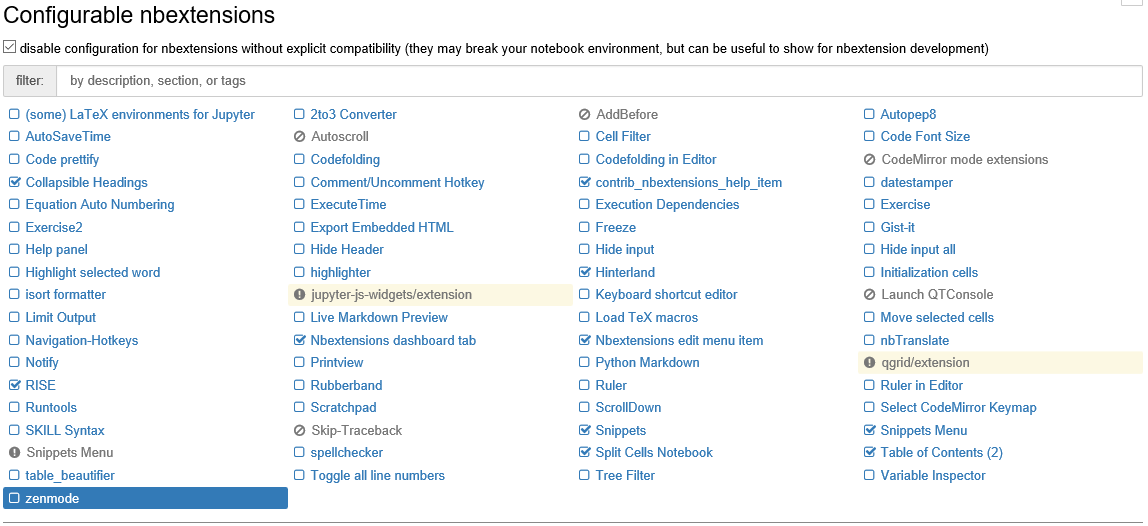 Configurable nbextensions
disable configuration for nbextensions without explicit compatibility (they may break your notebook environment, but can be useful to show for nbextension development)
filter: by description, section, or tags
(some) LaTeX environments for Jupyter 2to3 Converter AddBefore Autopep8
AutoSaveTime Autoscroll Cell Filter Code Font Size
Code prettify Codefolding Codefolding in Editor CodeMirror mode extensions
Collapsible Headings Comment/Uncomment Hotkey contrib_nbextensions_help_item datestamper
Equation Auto Numbering ExecuteTime Execution Dependencies Exercise
Exercise2 Export Embedded HTML Freeze Gist-it
Help panel Hide Header Hide input Hide input all
Highlight selected word highlighter Hinterland Initialization cells
isort formatter jupyter-js-widgets/extension Keyboard shortcut editor Launch QTConsole
Limit Output Live Markdown Preview Load TeX macros Move selected cells
Navigation-Hotkeys Nbextensions dashboard tab Nbextensions edit menu item nbTranslate
Notify Printview Python Markdown qgrid/extension
RISE Rubberband Ruler Ruler in Editor
Runtools Scratchpad ScrollDown Select CodeMirror Keymap
SKILL Syntax Skip-Traceback Snippets Snippets Menu
Snippets Menu spellchecker Split Cells Notebook Table of Contents (2)
table_beautifier Toggle all line numbers Tree Filter Variable Inspector
zenmode